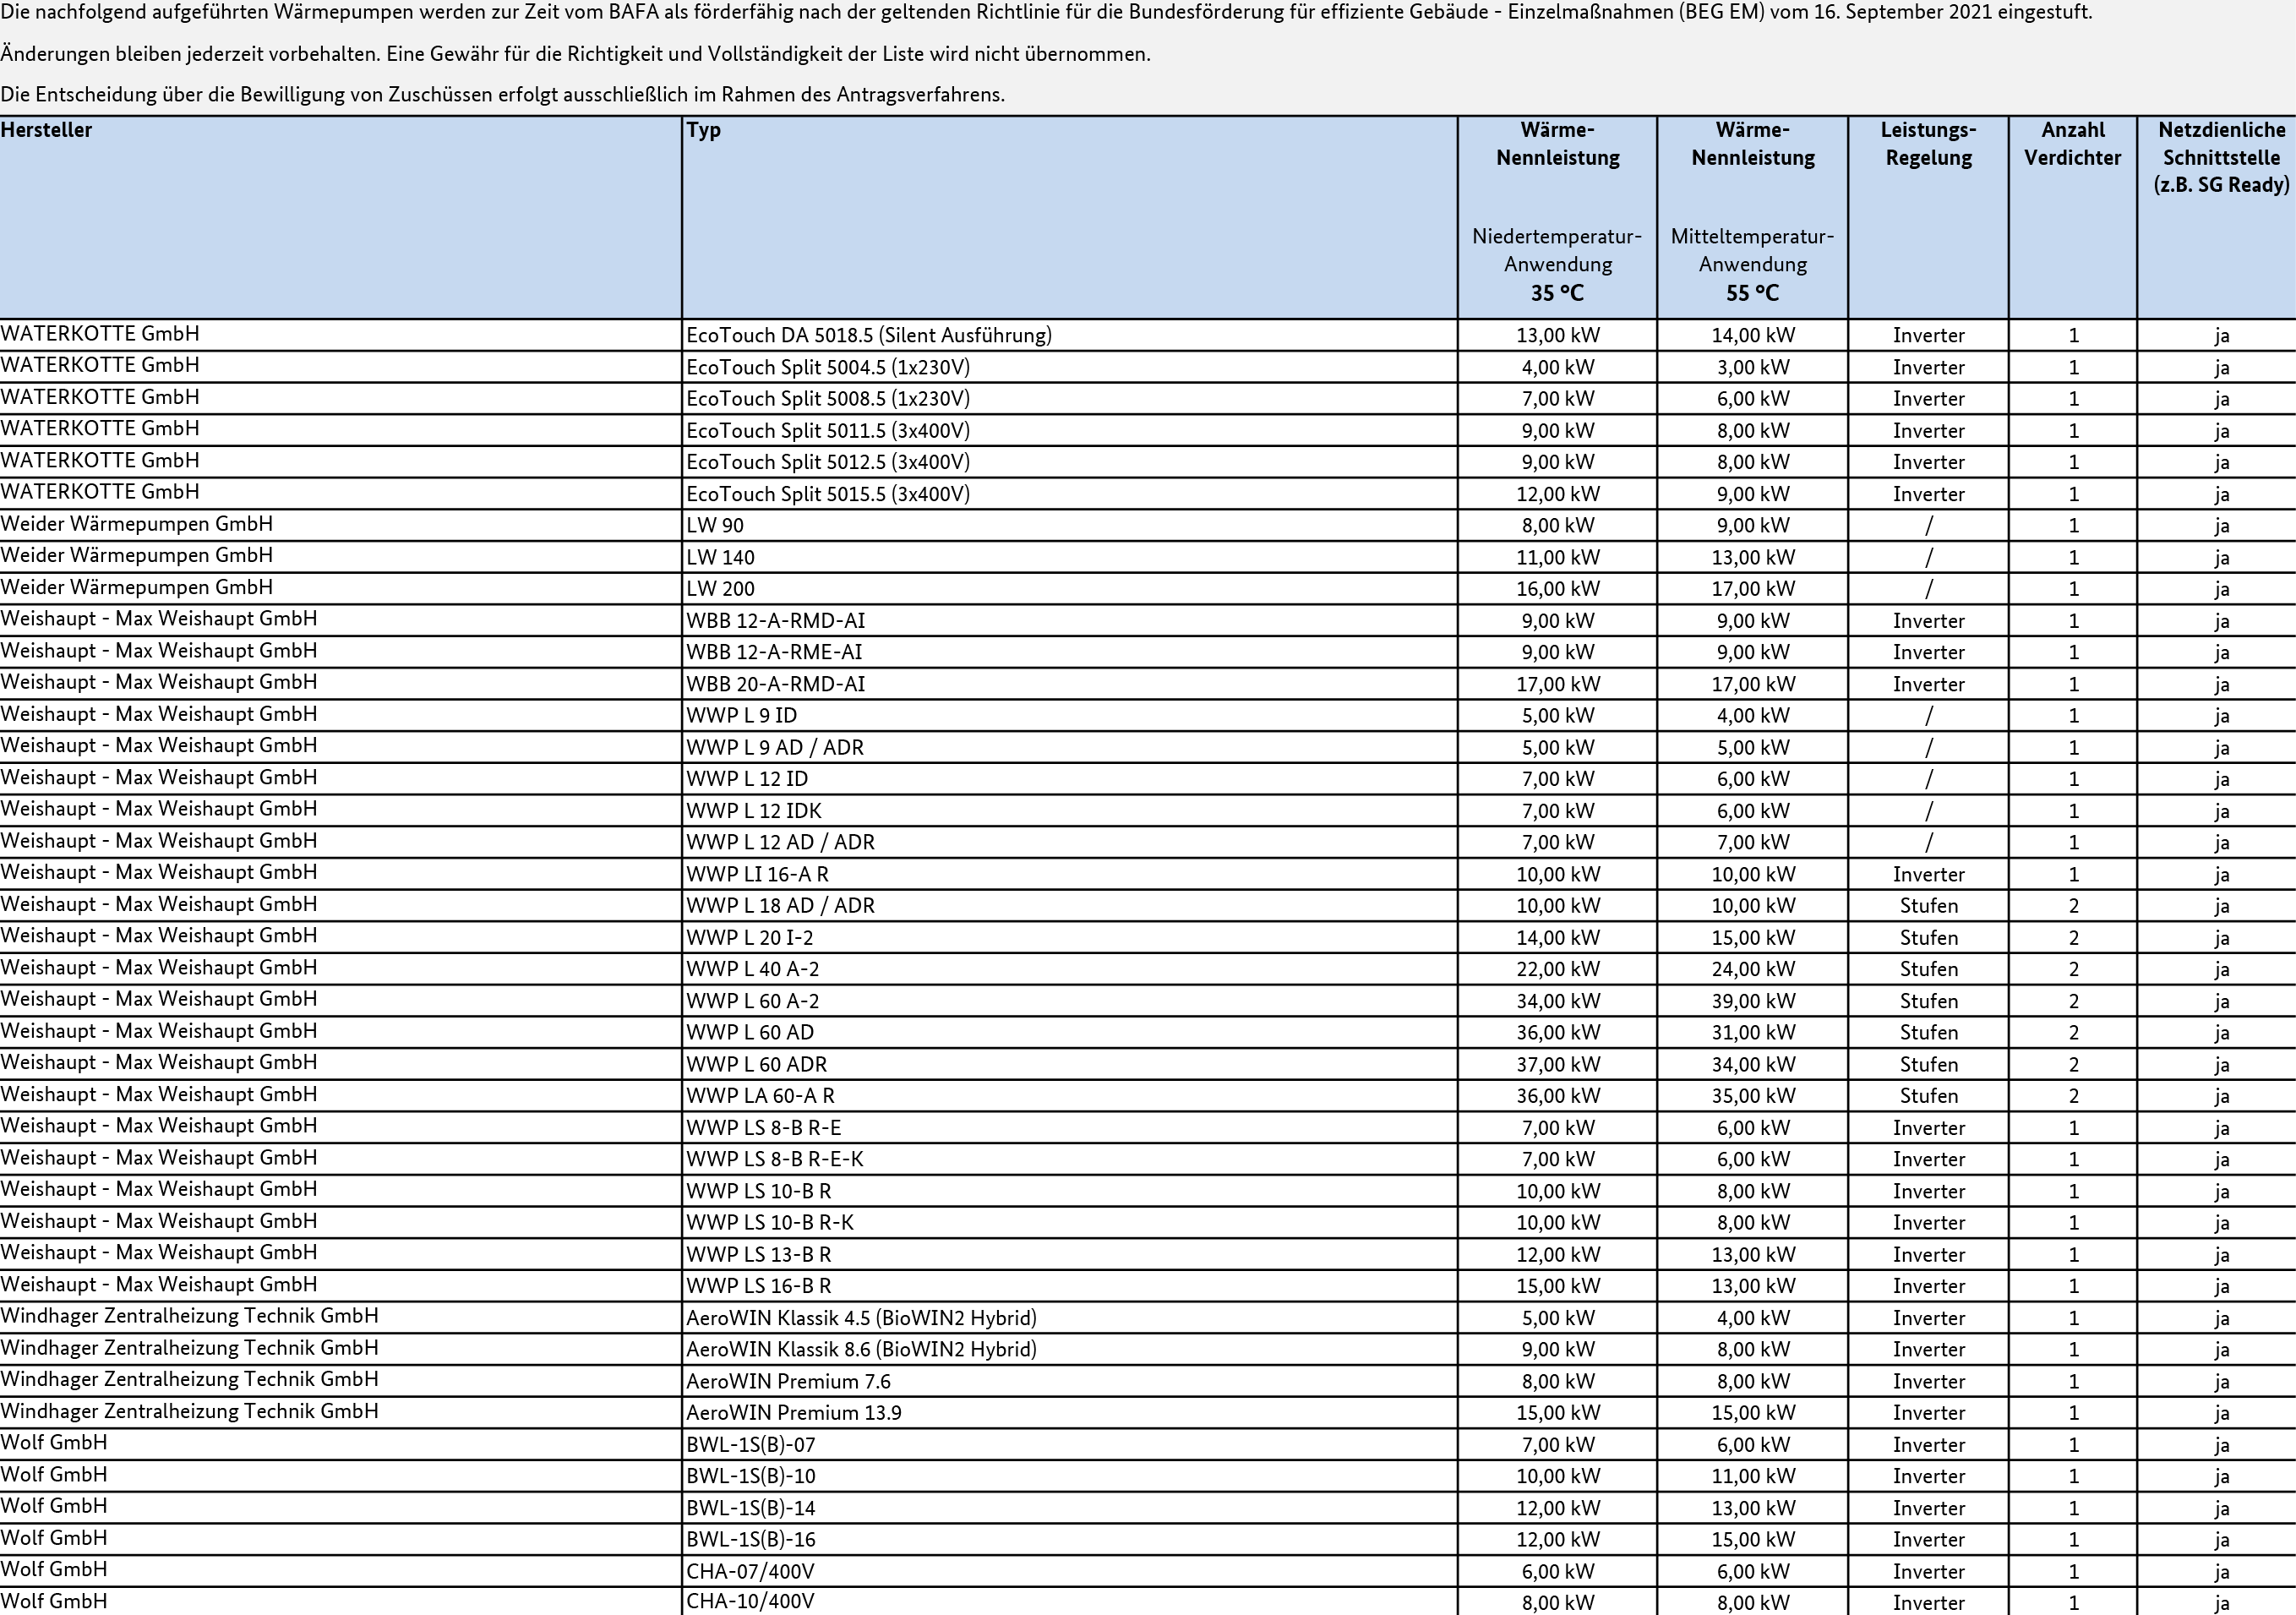 Die nachfolgend aufgeführten Wärmepumpen werden zur Zeit vom BAFA als förderfähig nach der geltenden Richtlinie für die Bundesförderung für effiziente Gebäude - Einzelmaßnahmen (BEG EM) vom 16. September 2021 eingestuft.
Änderungen bleiben jederzeit vorbehalten. Eine Gewähr für die Richtigkeit und Vollständigkeit der Liste wird nicht übernommen.
Die Entscheidung über die Bewilligung von Zuschüssen erfolgt ausschließlich im Rahmen des Antragsverfahrens.
Hersteller Typ Wärme- Wärme- Leistungs- Anzahl Netzdienliche
Nennleistung Nennleistung Regelung Verdichter Schnittstelle
(z.B. SG Ready)
Niedertemperatur- Mitteltemperatur-
Anwendung Anwendung
35 °C 55 °C
WATERKOTTE GmbH EcoTouch DA 5018.5 (Silent Ausführung) 13,00 kW 14,00 kW Inverter 1 ja
WATERKOTTE GmbH EcoTouch Split 5004.5 (1x230V) 4,00 kW 3,00 kW Inverter 1 ja
WATERKOTTE GmbH EcoTouch Split 5008.5 (1x230V) 7,00 kW 6,00 kW Inverter 1 ja
WATERKOTTE GmbH EcoTouch Split 5011.5 (3x400V) 9,00 kW 8,00 kW Inverter 1 ja
WATERKOTTE GmbH EcoTouch Split 5012.5 (3x400V) 9,00 kW 8,00 kW Inverter 1 ja
WATERKOTTE GmbH EcoTouch Split 5015.5 (3x400V) 12,00 kW 9,00 kW Inverter 1 ja
Weider Wärmepumpen GmbH LW 90 8,00 kW 9,00 kW / 1 ja
Weider Wärmepumpen GmbH LW 140 11,00 kW 13,00 kW / 1 ja
Weider Wärmepumpen GmbH LW 200 16,00 kW 17,00 kW / 1 ja
Weishaupt - Max Weishaupt GmbH WBB 12-A-RMD-AI 9,00 kW 9,00 kW Inverter 1 ja
Weishaupt - Max Weishaupt GmbH WBB 12-A-RME-AI 9,00 kW 9,00 kW Inverter 1 ja
Weishaupt - Max Weishaupt GmbH WBB 20-A-RMD-AI 17,00 kW 17,00 kW Inverter 1 ja
Weishaupt - Max Weishaupt GmbH WWP L 9 ID 5,00 kW 4,00 kW / 1 ja
Weishaupt - Max Weishaupt GmbH WWP L 9 AD / ADR 5,00 kW 5,00 kW / 1 ja
Weishaupt - Max Weishaupt GmbH WWP L 12 ID 7,00 kW 6,00 kW / 1 ja
Weishaupt - Max Weishaupt GmbH WWP L 12 IDK 7,00 kW 6,00 kW / 1 ja
Weishaupt - Max Weishaupt GmbH WWP L 12 AD / ADR 7,00 kW 7,00 kW / 1 ja
Weishaupt - Max Weishaupt GmbH WWP LI 16-A R 10,00 kW 10,00 kW Inverter 1 ja
Weishaupt - Max Weishaupt GmbH WWP L 18 AD / ADR 10,00 kW 10,00 kW Stufen 2 ja
Weishaupt - Max Weishaupt GmbH WWP L 20 I-2 14,00 kW 15,00 kW Stufen 2 ja
Weishaupt - Max Weishaupt GmbH WWP L 40 A-2 22,00 kW 24,00 kW Stufen 2 ja
Weishaupt - Max Weishaupt GmbH WWP L 60 A-2 34,00 kW 39,00 kW Stufen 2 ja
Weishaupt - Max Weishaupt GmbH WWP L 60 AD 36,00 kW 31,00 kW Stufen 2 ja
Weishaupt - Max Weishaupt GmbH WWP L 60 ADR 37,00 kW 34,00 kW Stufen 2 ja
Weishaupt - Max Weishaupt GmbH WWP LA 60-A R 36,00 kW 35,00 kW Stufen 2 ja
Weishaupt - Max Weishaupt GmbH WWP LS 8-B R-E 7,00 kW 6,00 kW Inverter 1 ja
Weishaupt - Max Weishaupt GmbH WWP LS 8-B R-E-K 7,00 kW 6,00 kW Inverter 1 ja
Weishaupt - Max Weishaupt GmbH WWP LS 10-B R 10,00 kW 8,00 kW Inverter 1 ja
Weishaupt - Max Weishaupt GmbH WWP LS 10-B R-K 10,00 kW 8,00 kW Inverter 1 ja
Weishaupt - Max Weishaupt GmbH WWP LS 13-B R 12,00 kW 13,00 kW Inverter 1 ja
Weishaupt - Max Weishaupt GmbH WWP LS 16-B R 15,00 kW 13,00 kW Inverter 1 ja
Windhager Zentralheizung Technik GmbH AeroWIN Klassik 4.5 (BioWIN2 Hybrid) 5,00 kW 4,00 kW Inverter 1 ja
Windhager Zentralheizung Technik GmbH AeroWIN Klassik 8.6 (BioWIN2 Hybrid) 9,00 kW 8,00 kW Inverter 1 ja
Windhager Zentralheizung Technik GmbH AeroWIN Premium 7.6 8,00 kW 8,00 kW Inverter 1 ja
Windhager Zentralheizung Technik GmbH AeroWIN Premium 13.9 15,00 kW 15,00 kW Inverter 1 ja
Wolf GmbH BWL-1S(B)-07 7,00 kW 6,00 kW Inverter 1 ja
Wolf GmbH BWL-1S(B)-10 10,00 kW 11,00 kW Inverter 1 ja
Wolf GmbH BWL-1S(B)-14 12,00 kW 13,00 kW Inverter 1 ja
Wolf GmbH BWL-1S(B)-16 12,00 kW 15,00 kW Inverter 1 ja
Wolf GmbH CHA-07/400V 6,00 kW 6,00 kW Inverter 1 ja
Wolf GmbH CHA-10/400V 8,00 kW 8,00 kW Inverter 1 ja